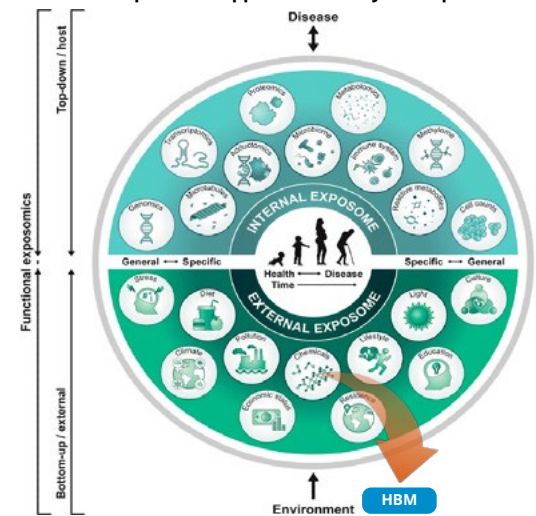 Disease
Top-down / host
Functional exposomics
Bottom-up / external
Proteomics
Metabolomics
Transcriptomics
Adductomics
Microbiome
Immune system
Methylome
Genomics
Microtubules
Reactive metabolites
Cell counts
INTERNAL EXPOSOME
General ↔ Specific
Specific ↔ General
Health ↔ Disease
Time →
EXTERNAL EXPOSOME
Stress
Diet
Light
Culture
Climate
Pollution
Chemicals
Lifestyle
Education
Economic status
Residence
HBM
Environment